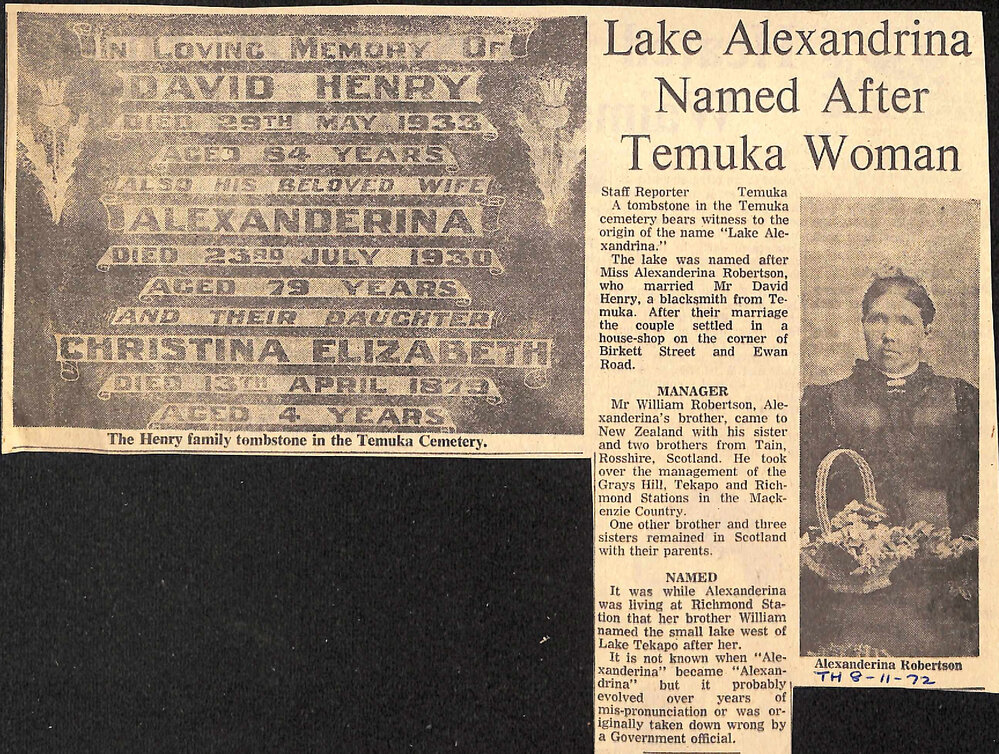 IN LOVING MEMORY OF
DAVID HENRY
DIED 29TH MAY 1933
AGED 84 YEARS
ALSO HIS BELOVED WIFE
ALEXANDERINA
DIED 23RD JULY 1930
AGED 79 YEARS
AND THEIR DAUGHTER
CHRISTINA ELIZABETH
DIED 13TH APRIL 1879
AGED 4 YEARS
The Henry family tombstone in the Temuka Cemetery.
Lake Alexandrina
Named After
Temuka Woman
Staff Reporter Temuka
A tombstone in the Temuka
cemetery bears witness to the
origin of the name "Lake Ale-
xandrina."
The lake was named after
Miss Alexanderina Robertson,
who married Mr David
Henry, a blacksmith from Te-
muka. After their marriage
the couple settled in a
house-shop on the corner of
Birkett Street and Ewan
Road.
MANAGER
Mr William Robertson, Ale-
xanderina's brother, came to
New Zealand with his sister
and two brothers from Tain,
Rosshire, Scotland. He took
over the management of the
Grays Hill, Tekapo and Rich-
mond Stations in the Mack-
enzie Country.
One other brother and three
sisters remained in Scotland
with their parents.
NAMED
It was while Alexanderina
was living at Richmond Sta-
tion that her brother William
named the small lake west of
Lake Tekapo after her.
It is not known when "Ale-
xanderina" became "Alexan-
drina" but it probably
evolved over years of
mis-pronunciation or was or-
iginally taken down wrong by
a Government official.
Alexanderina Robertson
TH 8-11-72